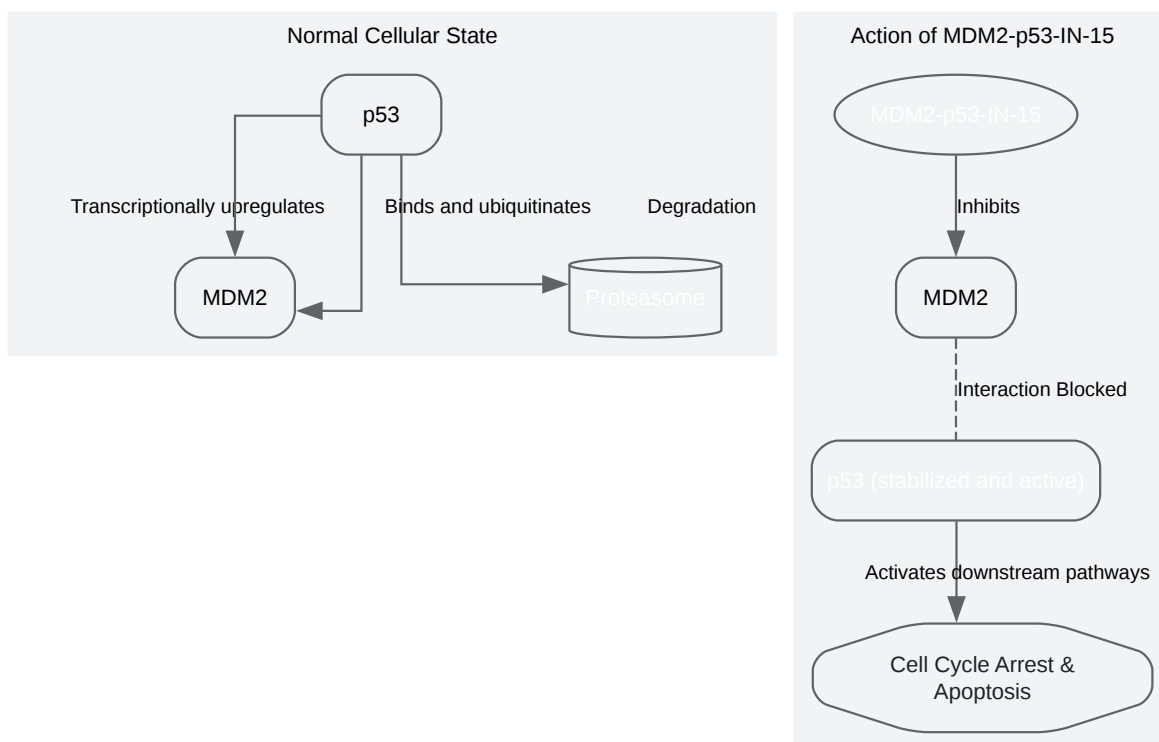 Normal Cellular State
p53
Transcriptionally upregulates
Binds and ubiquitinates
Degradation
MDM2
Proteasome
Action of MDM2-p53-IN-15
MDM2-p53-IN-15
Inhibits
MDM2
Interaction Blocked
p53 (stabilized and active)
Activates downstream pathways
Cell Cycle Arrest &
Apoptosis